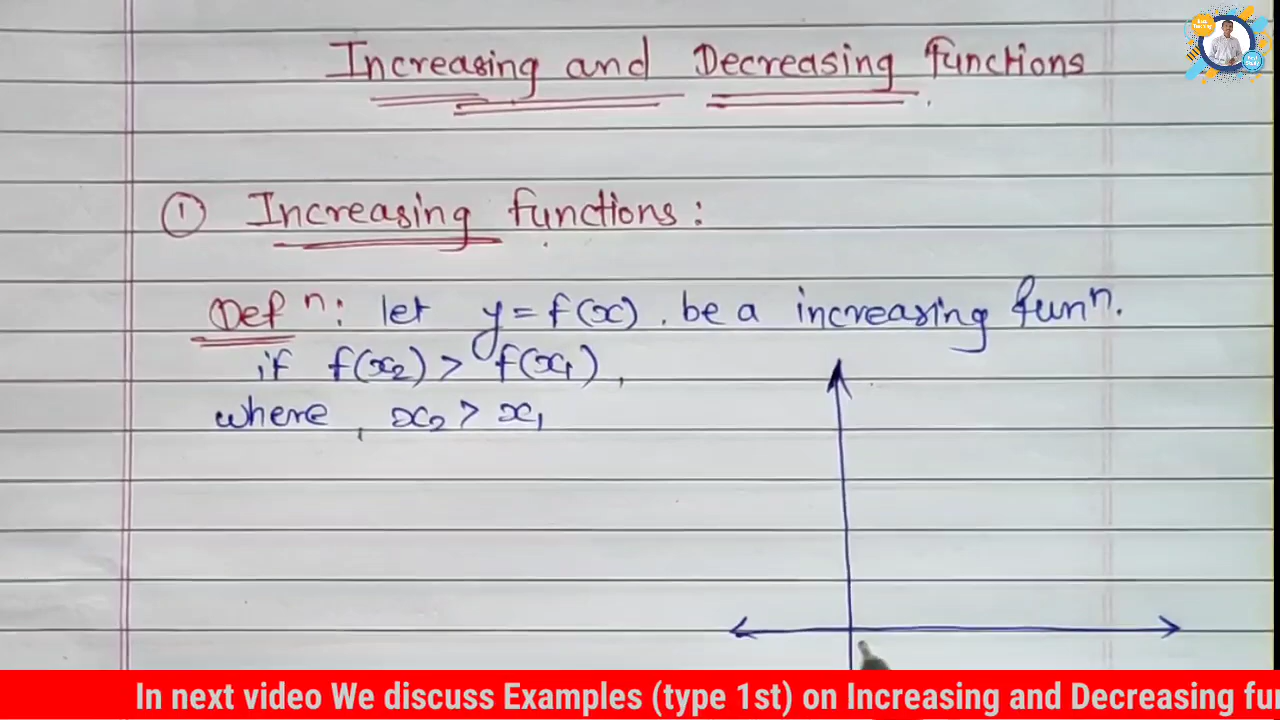 Increasing and Decreasing functions
① Increasing functions:
Defⁿ: let y = f(x). be a increasing funⁿ.
if f(x₂) > f(x₁),
where, x₂ > x₁
In next video We discuss Examples (type 1st) on Increasing and Decreasing fu